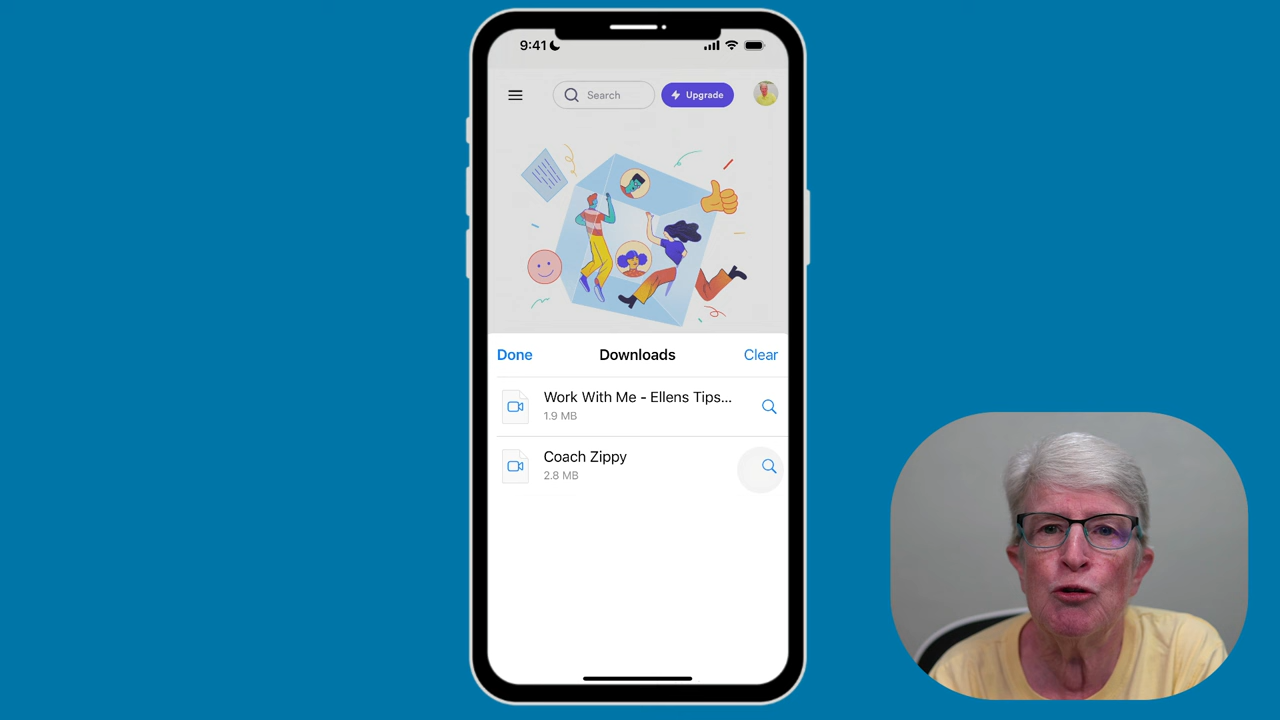 9:41
Search
Upgrade
Done
Downloads
Clear
Work With Me - Ellens Tips...
1.9 MB
Coach Zippy
2.8 MB